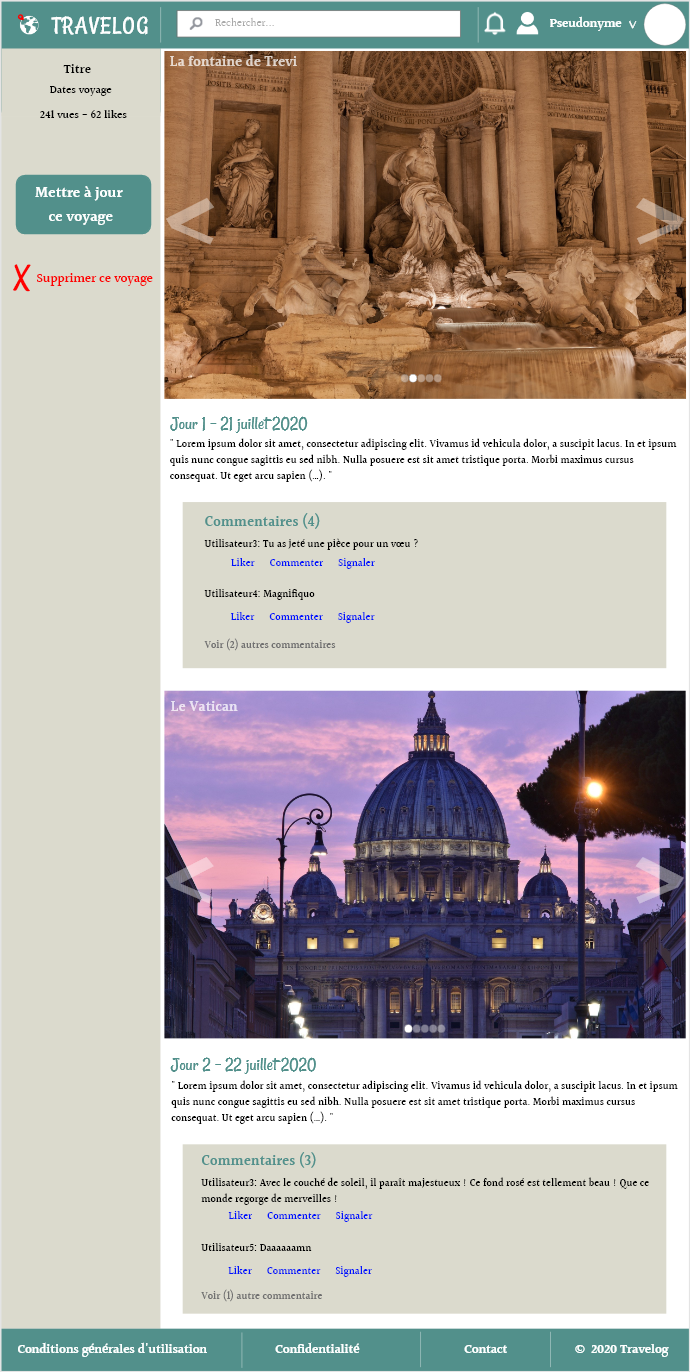 TRAVELOG
Rechercher...
Pseudonyme
Titre
Dates voyage
241 vues - 62 likes
Mettre à jour
ce voyage
X Supprimer ce voyage
La fontaine de Trevi
Jour 1 - 21 juillet 2020
" Lorem ipsum dolor sit amet, consectetur adipiscing elit. Vivamus id vehicula dolor, a suscipit lacus. In et ipsum
quis nunc congue sagittis eu sed nibh. Nulla posuere est sit amet tristique porta. Morbi maximus cursus
consequat. Ut eget arcu sapien (...). "
Commentaires (4)
Utilisateur3: Tu as jeté une pièce pour un vœu ?
Liker Commenter Signaler
Utilisateur4: Magnifiquo
Liker Commenter Signaler
Voir (2) autres commentaires
Le Vatican
Jour 2 - 22 juillet 2020
" Lorem ipsum dolor sit amet, consectetur adipiscing elit. Vivamus id vehicula dolor, a suscipit lacus. In et ipsum
quis nunc congue sagittis eu sed nibh. Nulla posuere est sit amet tristique porta. Morbi maximus cursus
consequat. Ut eget arcu sapien (...). "
Commentaires (3)
Utilisateur3: Avec le couché de soleil, il parait majestueux ! Ce fond rosé est tellement beau ! Que ce
monde regorge de merveilles !
Liker Commenter Signaler
Utilisateur5: Daaaaaamn
Liker Commenter Signaler
Voir (1) autre commentaire
Conditions générales d'utilisation
Confidentialité
Contact
© 2020 Travelog